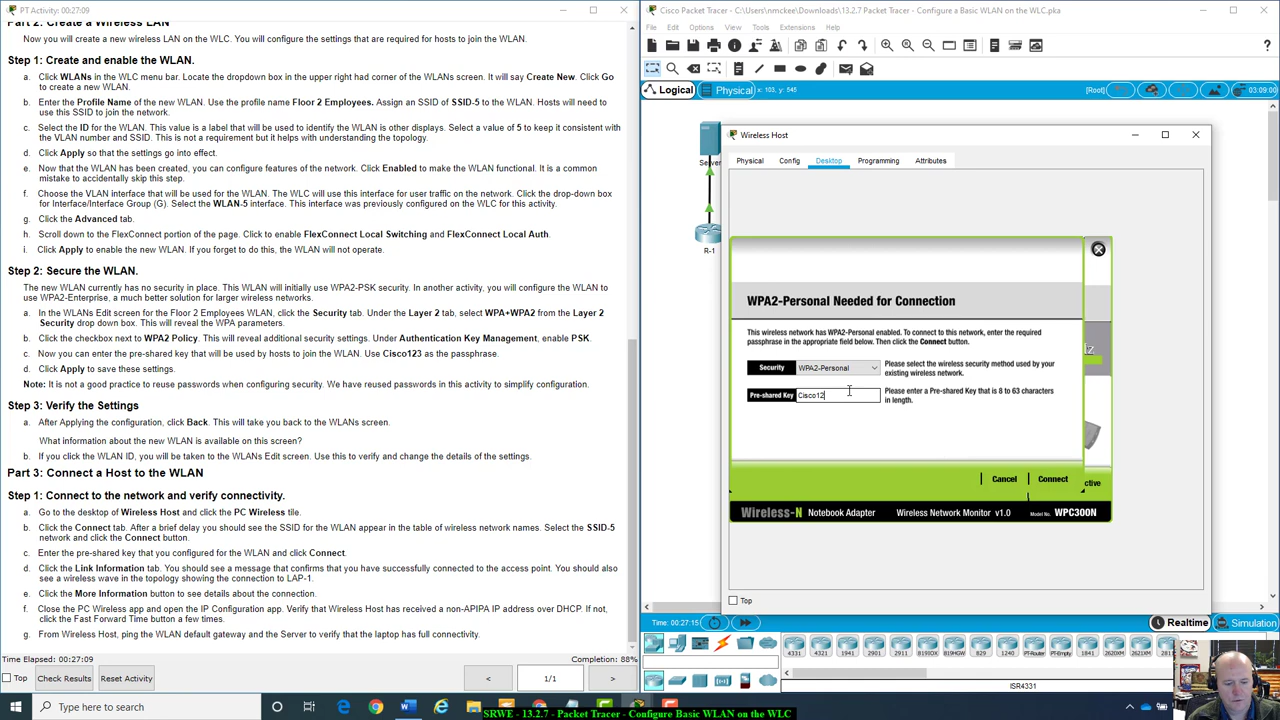 PT Activity: 00:27:09
Part 2: Create a Wireless LAN
Now you will create a new wireless LAN on the WLC. You will configure the settings that are required for hosts to join the WLAN.
Step 1: Create and enable the WLAN.
a. Click WLANs in the WLC menu bar. Locate the dropdown box in the upper right had corner of the WLANs screen. It will say Create New. Click Go
to create a new WLAN.
b. Enter the Profile Name of the new WLAN. Use the profile name Floor 2 Employees. Assign an SSID of SSID-5 to the WLAN. Hosts will need to
use this SSID to join the network.
c. Select the ID for the WLAN. This value is a label that will be used to identify the WLAN is other displays. Select a value of 5 to keep it consistent with
the VLAN number and SSID. This is not a requirement but it helps with understanding the topology.
d. Click Apply so that the settings go into effect.
e. Now that the WLAN has been created, you can configure features of the network. Click Enabled to make the WLAN functional. It is a common
mistake to accidentally skip this step.
f. Choose the VLAN interface that will be used for the WLAN. The WLC will use this interface for user traffic on the network. Click the drop-down box
for Interface/Interface Group (G). Select the WLAN-5 interface. This interface was previously configured on the WLC for this activity.
g. Click the Advanced tab.
h. Scroll down to the FlexConnect portion of the page. Click to enable FlexConnect Local Switching and FlexConnect Local Auth.
i. Click Apply to enable the new WLAN. If you forget to do this, the WLAN will not operate.
Step 2: Secure the WLAN.
The new WLAN currently has no security in place. This WLAN will initially use WPA2-PSK security. In another activity, you will configure the WLAN to
use WPA2-Enterprise, a much better solution for larger wireless networks.
a. In the WLANs Edit screen for the Floor 2 Employees WLAN, click the Security tab. Under the Layer 2 tab, select WPA+WPA2 from the Layer 2
Security drop down box. This will reveal the WPA parameters.
b. Click the checkbox next to WPA2 Policy. This will reveal additional security settings. Under Authentication Key Management, enable PSK.
c. Now you can enter the pre-shared key that will be used by hosts to join the WLAN. Use Cisco123 as the passphrase.
d. Click Apply to save these settings.
Note: It is not a good practice to reuse passwords when configuring security. We have reused passwords in this activity to simplify configuration.
Step 3: Verify the Settings
a. After Applying the configuration, click Back. This will take you back to the WLANs screen.
What information about the new WLAN is available on this screen?
b. If you click the WLAN ID, you will be taken to the WLANs Edit screen. Use this to verify and change the details of the settings.
Part 3: Connect a Host to the WLAN
Step 1: Connect to the network and verify connectivity.
a. Go to the desktop of Wireless Host and click the PC Wireless tile.
b. Click the Connect tab. After a brief delay you should see the SSID for the WLAN appear in the table of wireless network names. Select the SSID-5
network and click the Connect button.
c. Enter the pre-shared key that you configured for the WLAN and click Connect.
d. Click the Link Information tab. You should see a message that confirms that you have successfully connected to the access point. You should also
see a wireless wave in the topology showing the connection to LAP-1.
e. Click the More Information button to see details about the connection.
f. Close the PC Wireless app and open the IP Configuration app. Verify that Wireless Host has received a non-APIPA IP address over DHCP. If not,
click the Fast Forward Time button a few times.
g. From Wireless Host, ping the WLAN default gateway and the Server to verify that the laptop has full connectivity.
Time Elapsed: 00:27:09 Completion: 88%
Top Check Results Reset Activity < 1/1 >
Cisco Packet Tracer - C:\Users\nmckee\Downloads\13.2.7 Packet Tracer - Configure a Basic WLAN on the WLC.pka
File Edit Options View Tools Extensions Help
Logical Physical x: 103, y: 545 [Root] 03:09:00
Server
R-1
Wireless Host
Physical Config Desktop Programming Attributes
WPA2-Personal Needed for Connection
This wireless network has WPA2-Personal enabled. To connect to this network, enter the required
passphrase in the appropriate field below. Then click the Connect button.
Security WPA2-Personal Please select the wireless security method used by your
existing wireless network.
Pre-shared Key Cisco12 Please enter a Pre-shared Key that is 8 to 63 characters
in length.
Cancel Connect ctive
Wireless-N Notebook Adapter Wireless Network Monitor v1.0 Model No. WPC300N
Top
Time: 00:27:15 Realtime Simulation
4331 4321 1941 2901 2911 819IOX 819HGW 829 1240 PT-Router PT-Empty 1841 2620XM 2621XM 2811
ISR4331
Type here to search
SRWE - 13.2.7 - Packet Tracer - Configure Basic WLAN on the WLC